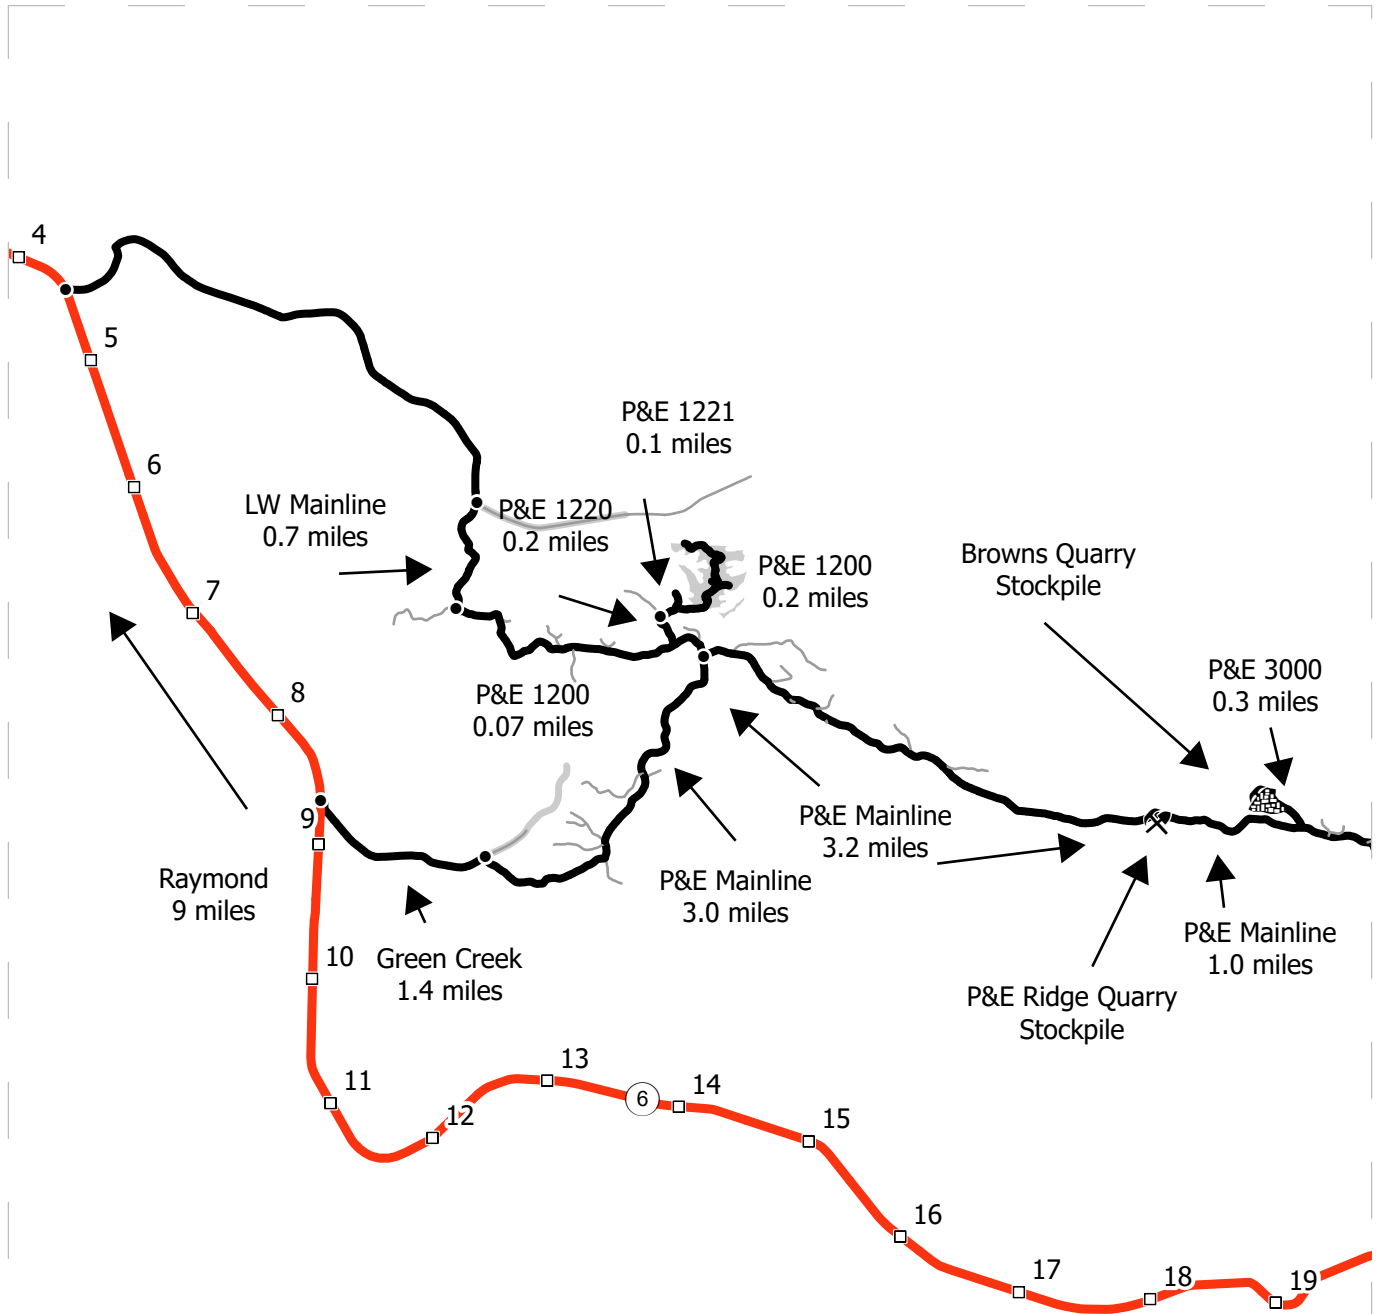 4
5
P&E 1221
0.1 miles
6
LW Mainline
0.7 miles
P&E 1220
0.2 miles
P&E 1200
0.2 miles
Browns Quarry
Stockpile
7
P&E 3000
0.3 miles
8
P&E 1200
0.07 miles
9
P&E Mainline
3.2 miles
Raymond
9 miles
P&E Mainline
3.0 miles
P&E Mainline
1.0 miles
10
Green Creek
1.4 miles
P&E Ridge Quarry
Stockpile
11
12
13
6
14
15
16
17
18
19